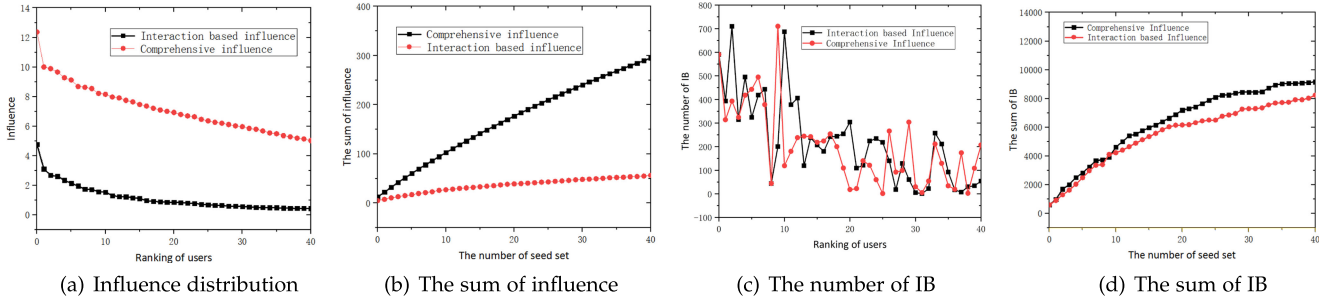 14
12
10
8
6
4
2
0
Influence
Interaction based influence
Comprehensive influence
0 10 20 30 40
Ranking of users
(a) Influence distribution
400
300
200
100
0
The sum of influence
Comprehensive influence
Interaction based influence
0 10 20 30 40
The number of seed set
(b) The sum of influence
800
700
600
500
400
300
200
100
0
-100
The number of IB
Interaction based Influence
Comprehensive Influence
0 10 20 30 40
Ranking of users
(c) The number of IB
14000
12000
10000
8000
6000
4000
2000
0
The sum of IB
Comprehensive Influence
Interaction based Influence
0 10 20 30 40
The number of seed set
(d) The sum of IB